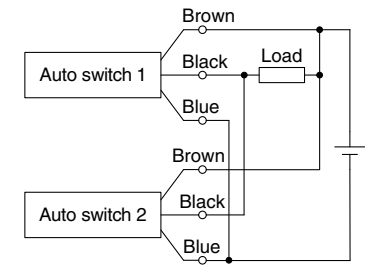 Brown
Auto switch 1
Black
Load
Blue
Brown
Auto switch 2
Black
Blue